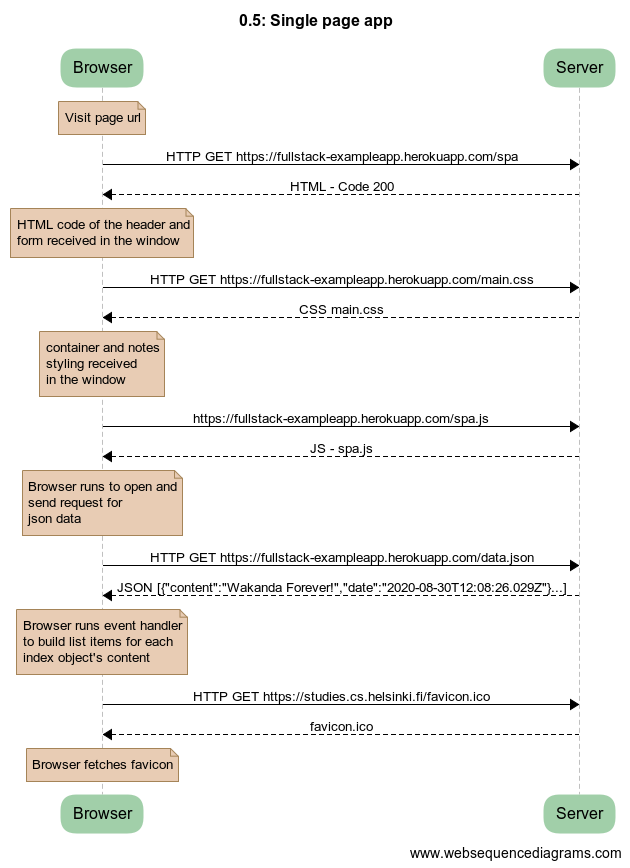 0.5: Single page app
Browser
Server
Visit page url
HTTP GET https://fullstack-exampleapp.herokuapp.com/spa
HTML - Code 200
HTML code of the header and
form received in the window
HTTP GET https://fullstack-exampleapp.herokuapp.com/main.css
CSS main.css
container and notes
styling received
in the window
https://fullstack-exampleapp.herokuapp.com/spa.js
JS - spa.js
Browser runs to open and
send request for
json data
HTTP GET https://fullstack-exampleapp.herokuapp.com/data.json
JSON [{"content":"Wakanda Forever!","date":"2020-08-30T12:08:26.029Z"}...]
Browser runs event handler
to build list items for each
index object's content
HTTP GET https://studies.cs.helsinki.fi/favicon.ico
favicon.ico
Browser fetches favicon
Browser
Server
www.websequencediagrams.com